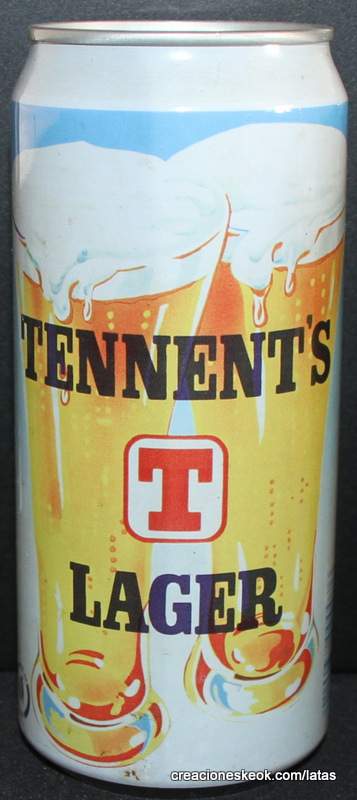 TENNENT'S
T
LAGER
creacioneskeok.com/latas